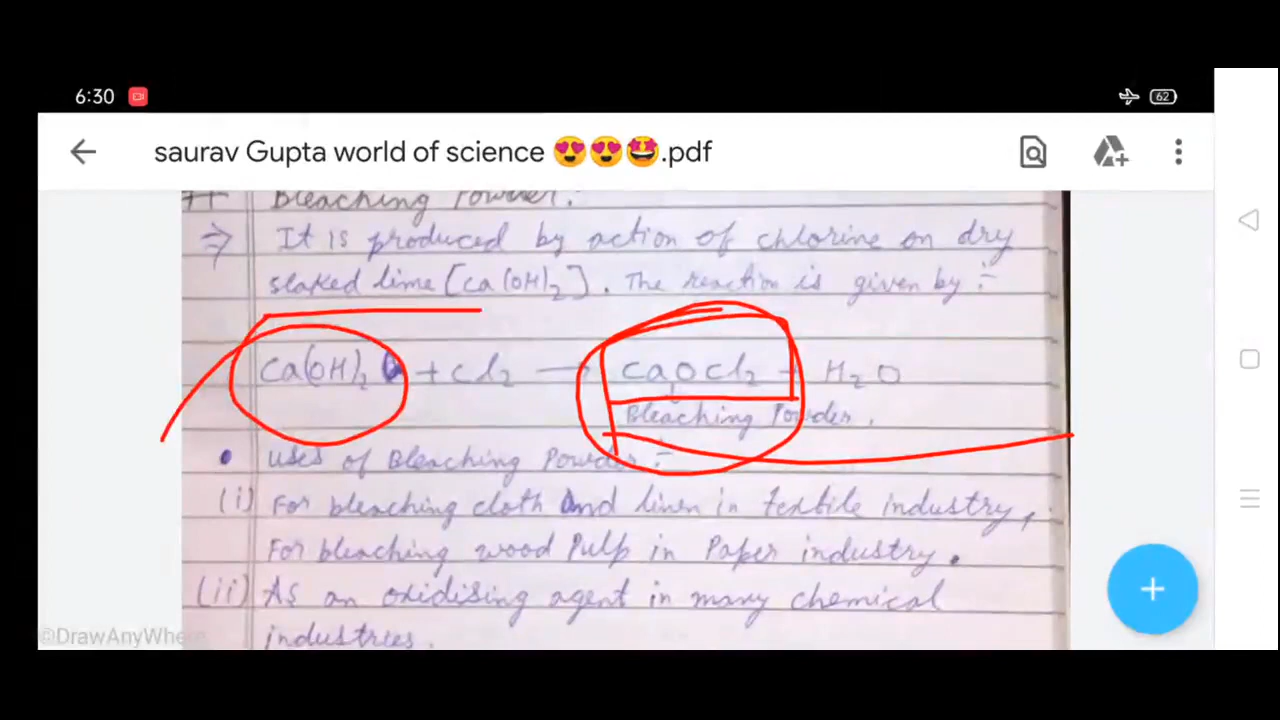 6:30
62
saurav Gupta world of science 😍😍🤩.pdf
Bleaching Powder:
⇒ It is produced by action of chlorine on dry
slaked lime [ca(OH)2]. The reaction is given by :-
Ca(OH)2 + Cl2 → CaOCl2 + H2O
Bleaching Powder.
• Uses of Bleaching Powder :-
(i) For bleaching cloth and linen in textile industry,
For bleaching wood Pulp in Paper industry.
(ii) As an oxidising agent in many chemical
industries.
@DrawAnyWhere